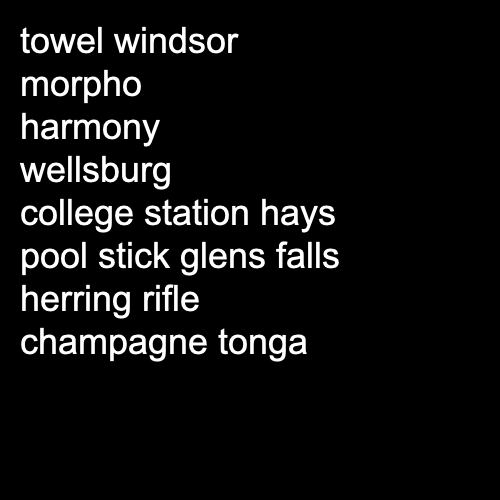 towel windsor
morpho
harmony
wellsburg
college station hays
pool stick glens falls
herring rifle
champagne tonga